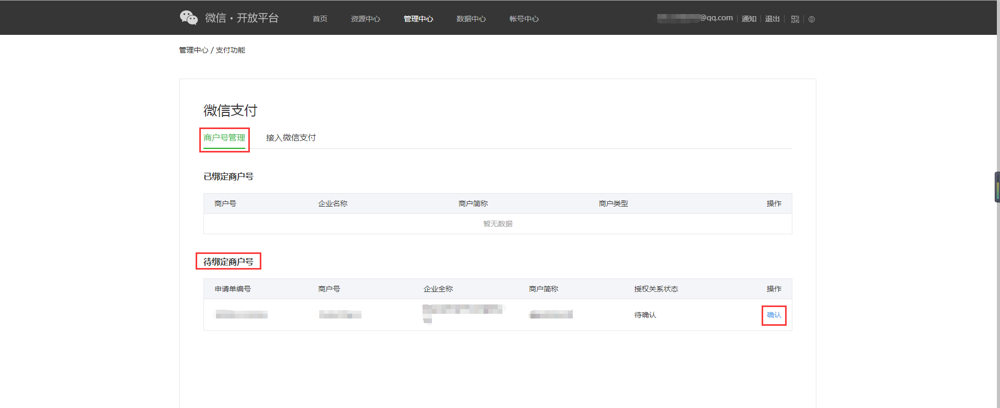 微信·开放平台 首页 资源中心 管理中心 数据中心 帐号中心 @qq.com 通知 退出
管理中心 / 支付功能
微信支付
商户号管理 接入微信支付
已绑定商户号
商户号 企业名称 商户简称 商户类型 操作
暂无数据
待绑定商户号
申请单编号 商户号 企业全称 商户简称 授权关系状态 操作
待确认 确认